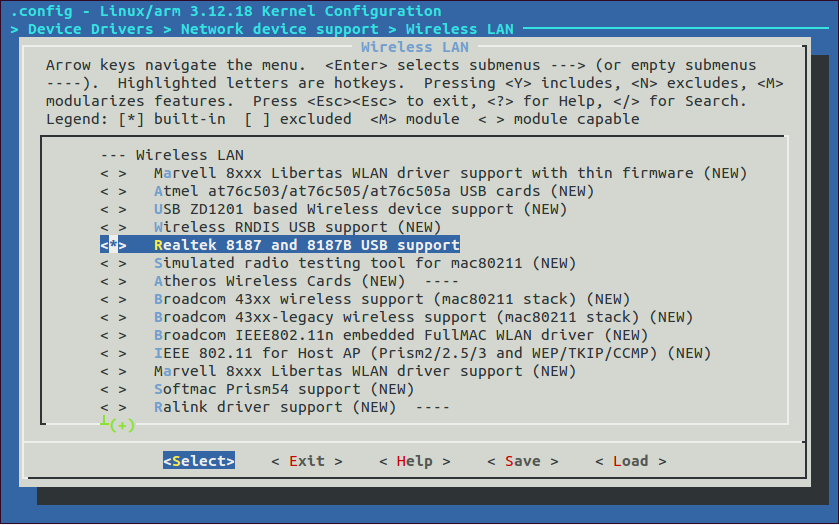 .config - Linux/arm 3.12.18 Kernel Configuration
> Device Drivers > Network device support > Wireless LAN
Wireless LAN
Arrow keys navigate the menu.  <Enter> selects submenus ---> (or empty submenus
----).  Highlighted letters are hotkeys.  Pressing <Y> includes, <N> excludes, <M>
modularizes features.  Press <Esc><Esc> to exit, <?> for Help, </> for Search.
Legend: [*] built-in  [ ] excluded  <M> module  < > module capable
--- Wireless LAN
< >   Marvell 8xxx Libertas WLAN driver support with thin firmware (NEW)
< >   Atmel at76c503/at76c505/at76c505a USB cards (NEW)
< >   USB ZD1201 based Wireless device support (NEW)
< >   Wireless RNDIS USB support (NEW)
<*>   Realtek 8187 and 8187B USB support
< >   Simulated radio testing tool for mac80211 (NEW)
< >   Atheros Wireless Cards (NEW)  ----
< >   Broadcom 43xx wireless support (mac80211 stack) (NEW)
< >   Broadcom 43xx-legacy wireless support (mac80211 stack) (NEW)
< >   Broadcom IEEE802.11n embedded FullMAC WLAN driver (NEW)
< >   IEEE 802.11 for Host AP (Prism2/2.5/3 and WEP/TKIP/CCMP) (NEW)
< >   Marvell 8xxx Libertas WLAN driver support (NEW)
< >   Softmac Prism54 support (NEW)
< >   Ralink driver support (NEW)  ----
┴(+)
<Select>    < Exit >    < Help >    < Save >    < Load >